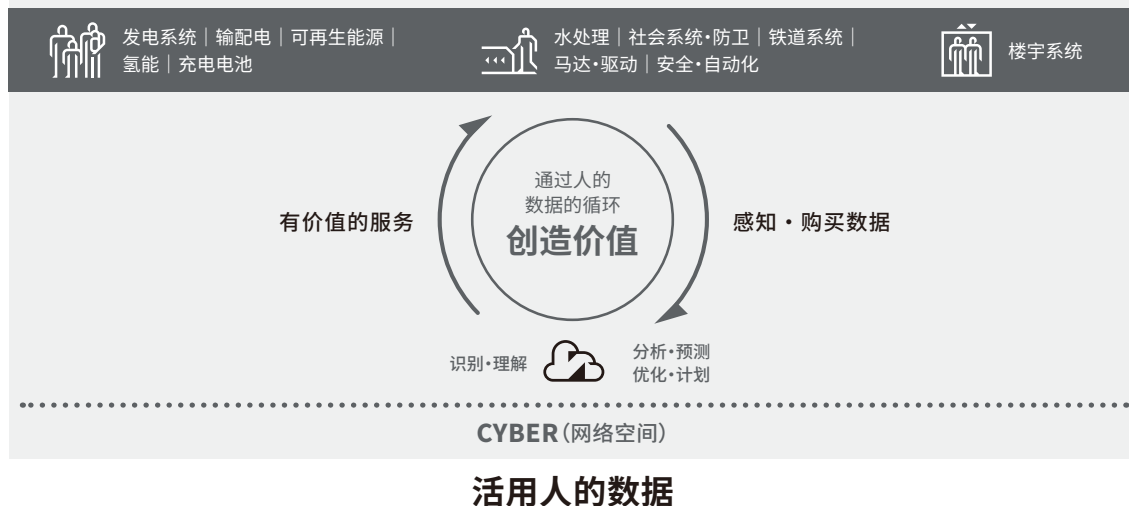 发电系统｜输配电｜可再生能源｜
氢能｜充电电池
水处理｜社会系统•防卫｜铁道系统｜
马达•驱动｜安全•自动化
楼宇系统
通过人的
数据的循环
创造价值
有价值的服务
感知・购买数据
识别•理解
分析•预测
优化•计划
CYBER（网络空间）
活用人的数据